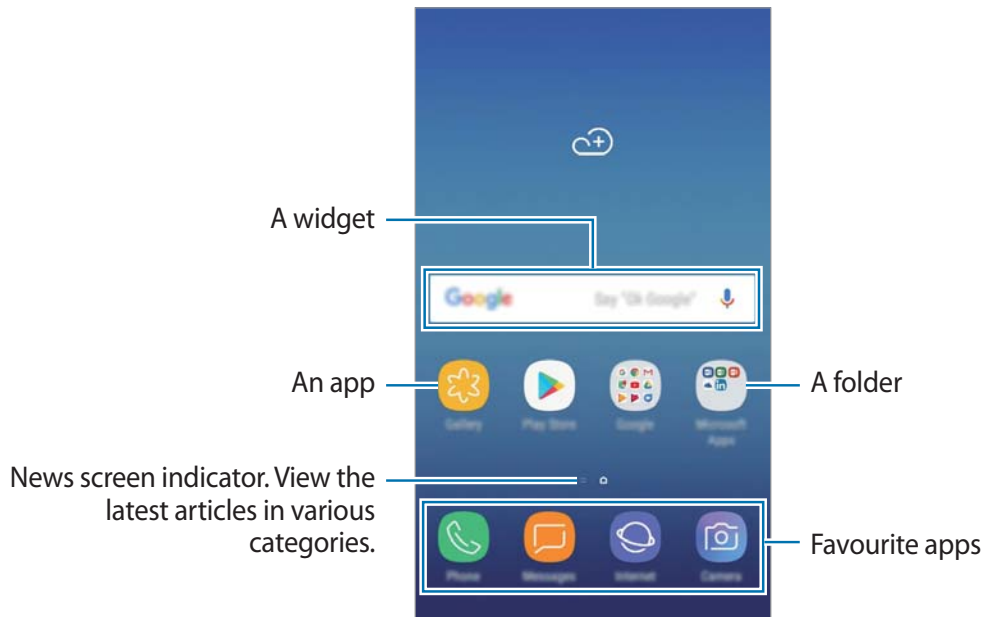 A widget
Google
Say "Ok Google"
An app
A folder
Gallery
Play Store
Google
Microsoft
Apps
News screen indicator. View the
latest articles in various
categories.
Favourite apps
Phone
Messages
Internet
Camera